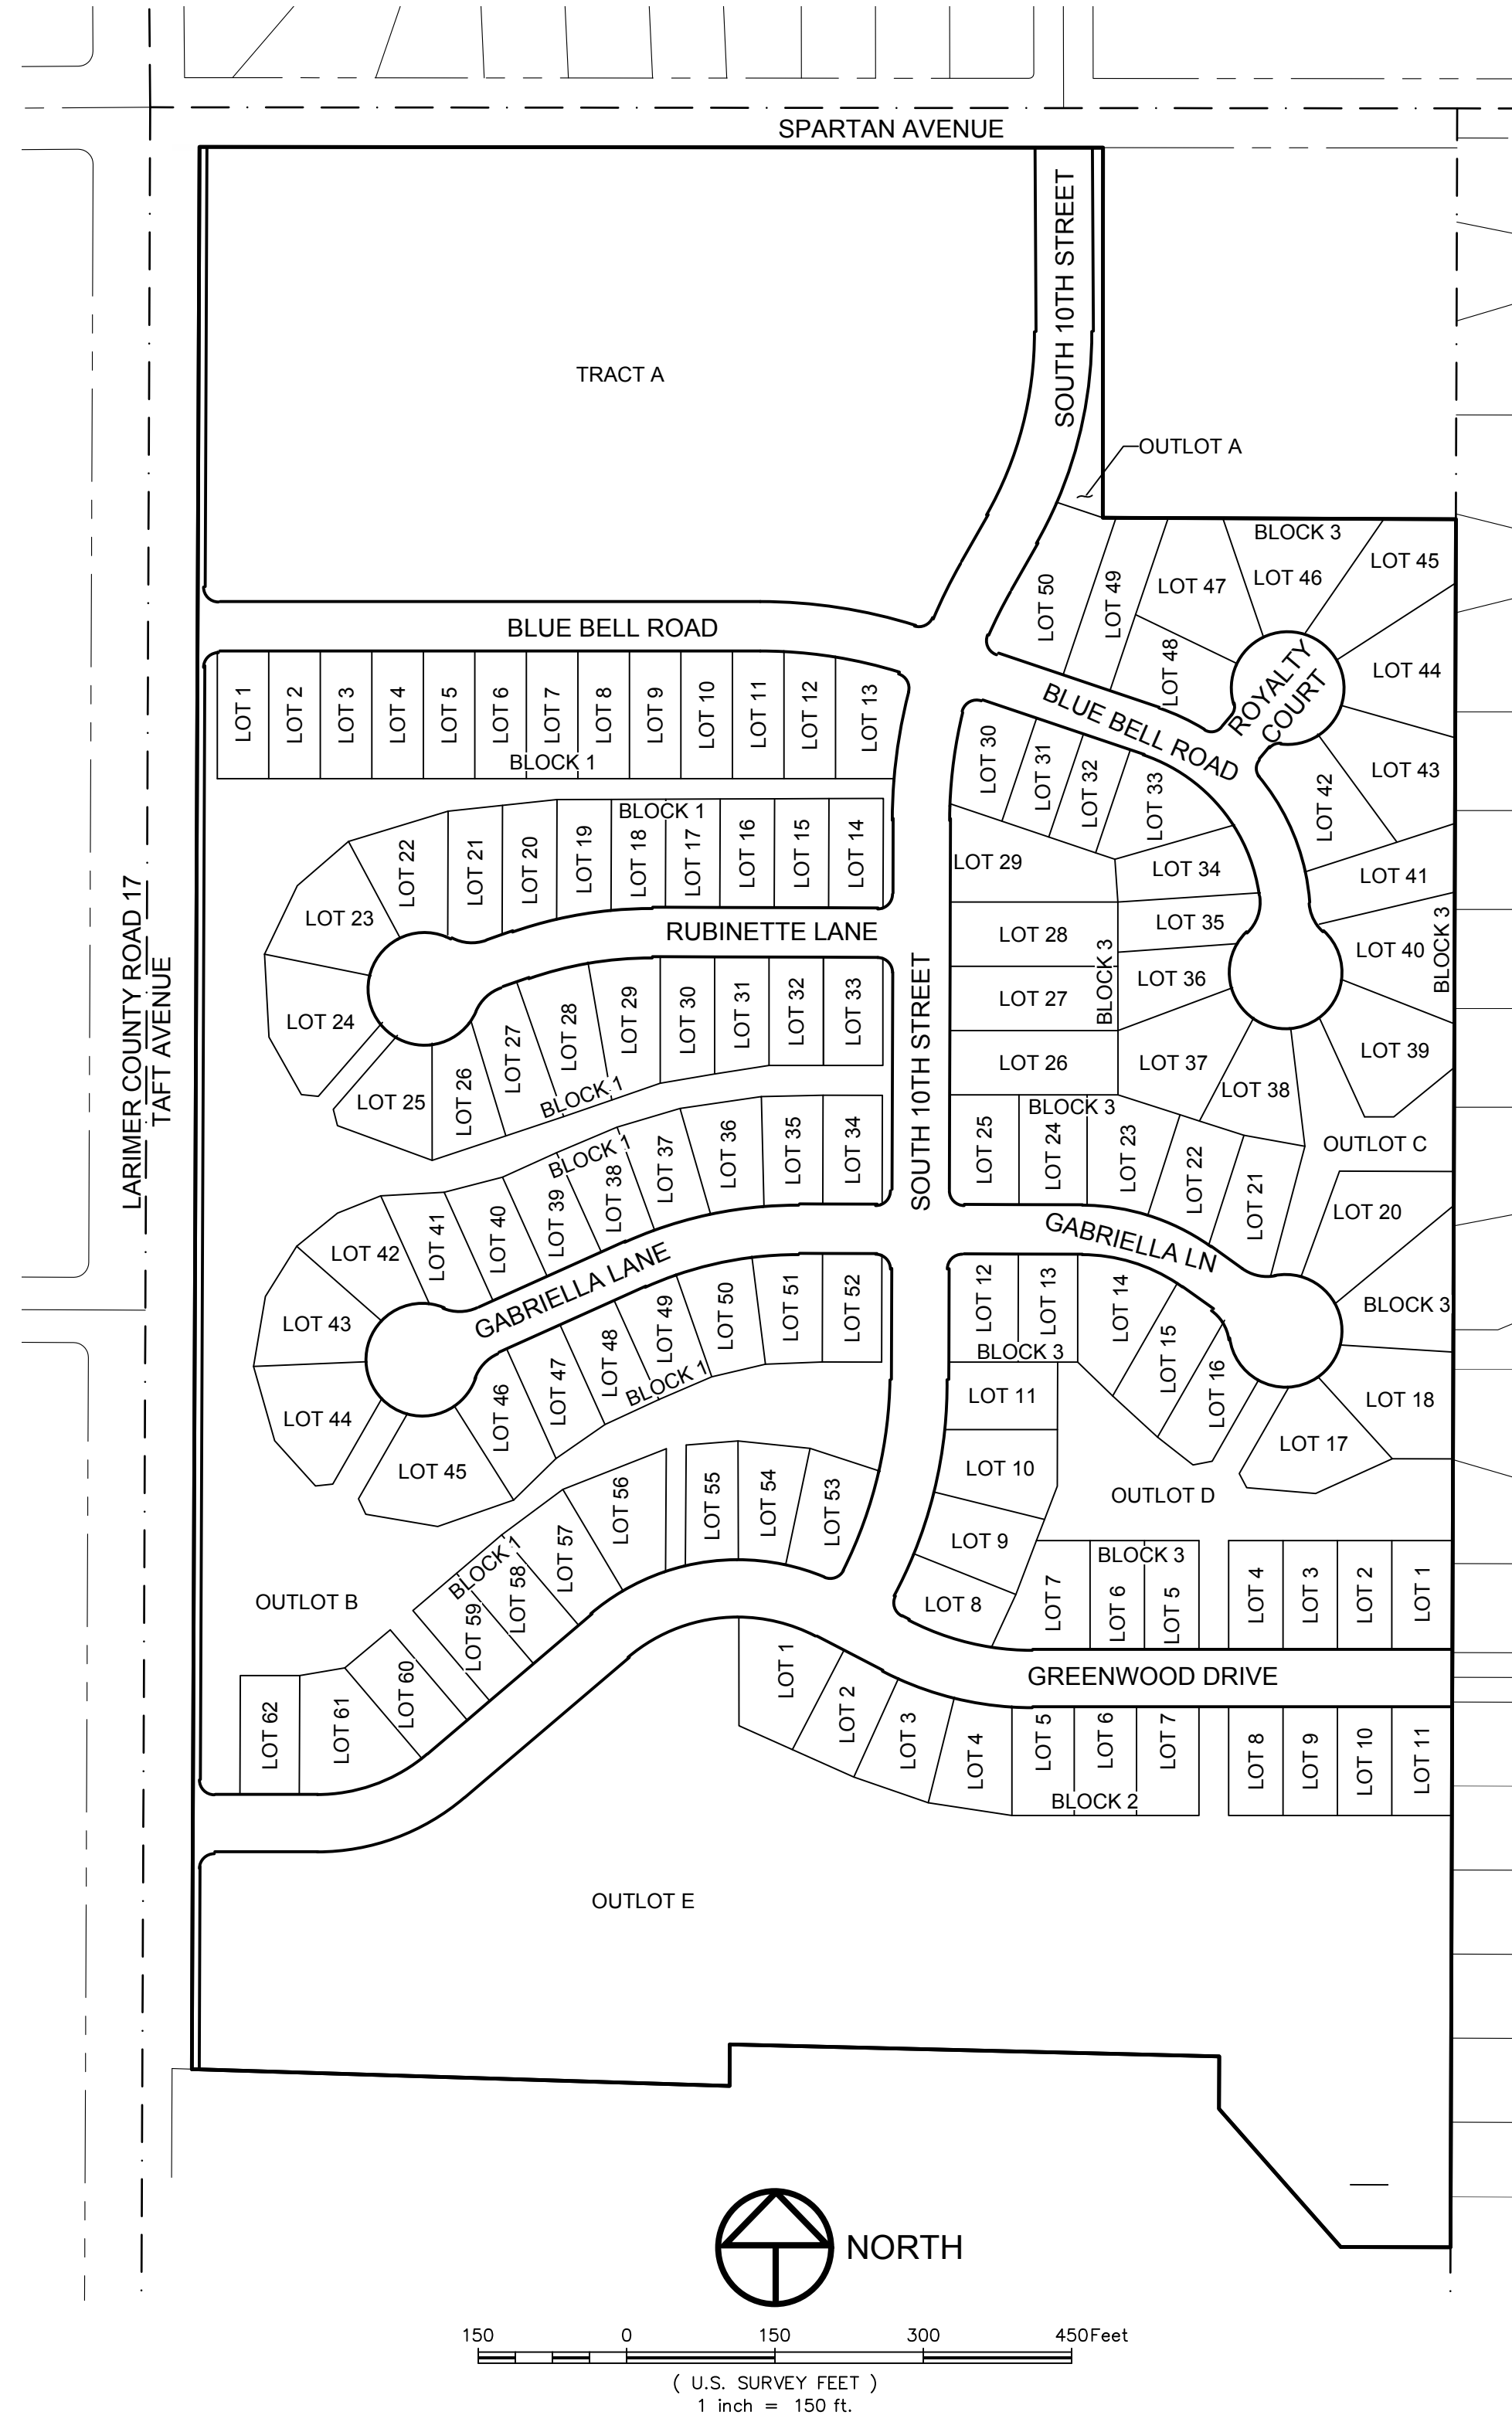 SPARTAN AVENUE
SOUTH 10TH STREET
TRACT A
OUTLOT A
BLOCK 3
LOT 45
LOT 46
LOT 47
LOT 49
LOT 50
BLUE BELL ROAD
LOT 48
ROYALTY
COURT
LOT 44
LOT 1
LOT 2
LOT 3
LOT 4
LOT 5
LOT 6
LOT 7
LOT 8
LOT 9
LOT 10
LOT 11
LOT 12
LOT 13
BLOCK 1
BLUE BELL ROAD
LOT 30
LOT 31
LOT 32
LOT 33
LOT 42
LOT 43
BLOCK 1
LOT 23
LOT 22
LOT 21
LOT 20
LOT 19
LOT 18
LOT 17
LOT 16
LOT 15
LOT 14
LOT 29
LOT 34
LOT 41
RUBINETTE LANE
LOT 28
LOT 35
LOT 40
BLOCK 3
BLOCK 3
LARIMER COUNTY ROAD 17
TAFT AVENUE
LOT 24
LOT 25
LOT 26
LOT 27
LOT 28
LOT 29
LOT 30
LOT 31
LOT 32
LOT 33
BLOCK 1
SOUTH 10TH STREET
LOT 27
LOT 36
LOT 26
LOT 37
LOT 38
LOT 39
BLOCK 3
OUTLOT C
BLOCK 1
LOT 42
LOT 41
LOT 40
LOT 39
LOT 38
LOT 37
LOT 36
LOT 35
LOT 34
LOT 25
LOT 24
LOT 23
LOT 22
LOT 21
LOT 20
GABRIELLA LN
GABRIELLA LANE
LOT 43
LOT 44
LOT 45
LOT 46
LOT 47
LOT 48
LOT 49
LOT 50
LOT 51
LOT 52
BLOCK 1
LOT 12
LOT 13
LOT 14
LOT 15
LOT 16
BLOCK 3
BLOCK 3
LOT 11
LOT 18
LOT 17
LOT 10
OUTLOT D
LOT 56
LOT 55
LOT 54
LOT 53
LOT 9
BLOCK 1
LOT 57
LOT 58
LOT 59
BLOCK 3
LOT 8
LOT 7
LOT 6
LOT 5
LOT 4
LOT 3
LOT 2
LOT 1
OUTLOT B
LOT 62
LOT 61
LOT 60
GREENWOOD DRIVE
LOT 1
LOT 2
LOT 3
LOT 4
LOT 5
LOT 6
LOT 7
LOT 8
LOT 9
LOT 10
LOT 11
BLOCK 2
OUTLOT E
NORTH
150 0 150 300 450 Feet
( U.S. SURVEY FEET )
1 inch = 150 ft.